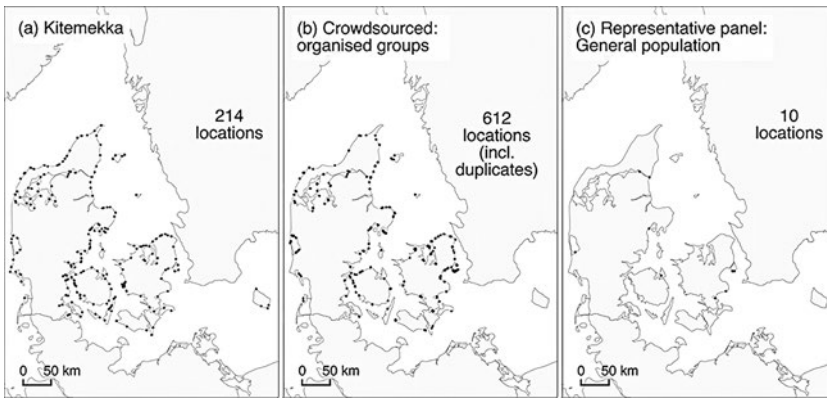 (a) Kitemekka
214
locations
0 50 km
(b) Crowdsourced:
organised groups
612
locations
(incl.
duplicates)
0 50 km
(c) Representative panel:
General population
10
locations
0 50 km